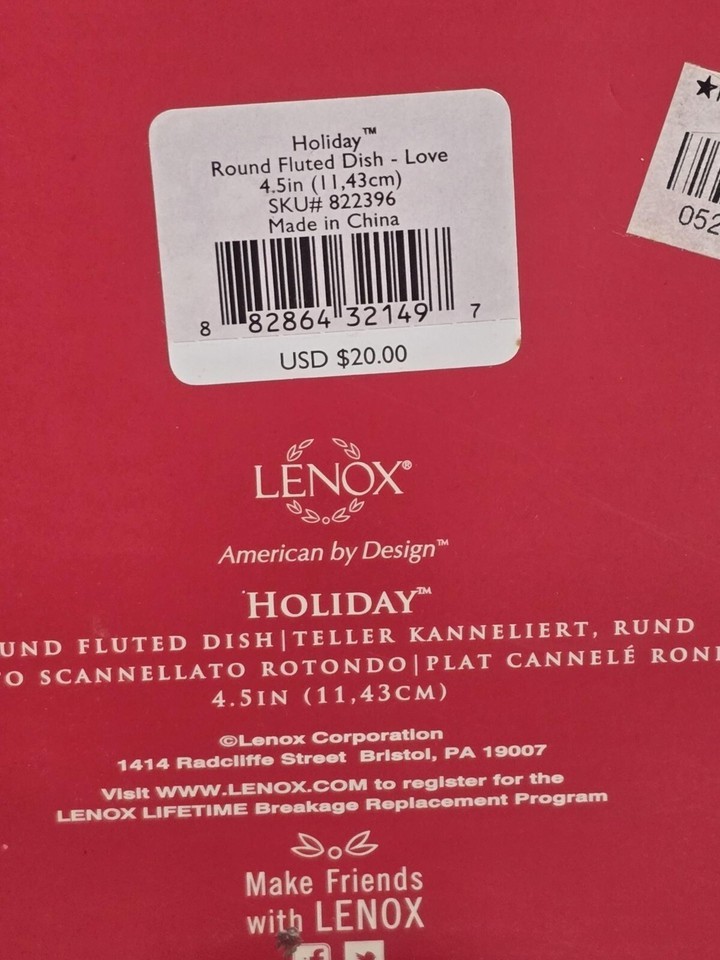 Holiday™
Round Fluted Dish - Love
4.5in (11,43cm)
SKU# 822396
Made in China
8 82864 32149 7
USD $20.00
052
LENOX®
American by Design™
HOLIDAY™
UND FLUTED DISH|TELLER KANNELIERT, RUND
O SCANNELLATO ROTONDO|PLAT CANNELÉ RON
4.5IN (11,43CM)
©Lenox Corporation
1414 Radcliffe Street Bristol, PA 19007
Visit WWW.LENOX.COM to register for the
LENOX LIFETIME Breakage Replacement Program
Make Friends
with LENOX